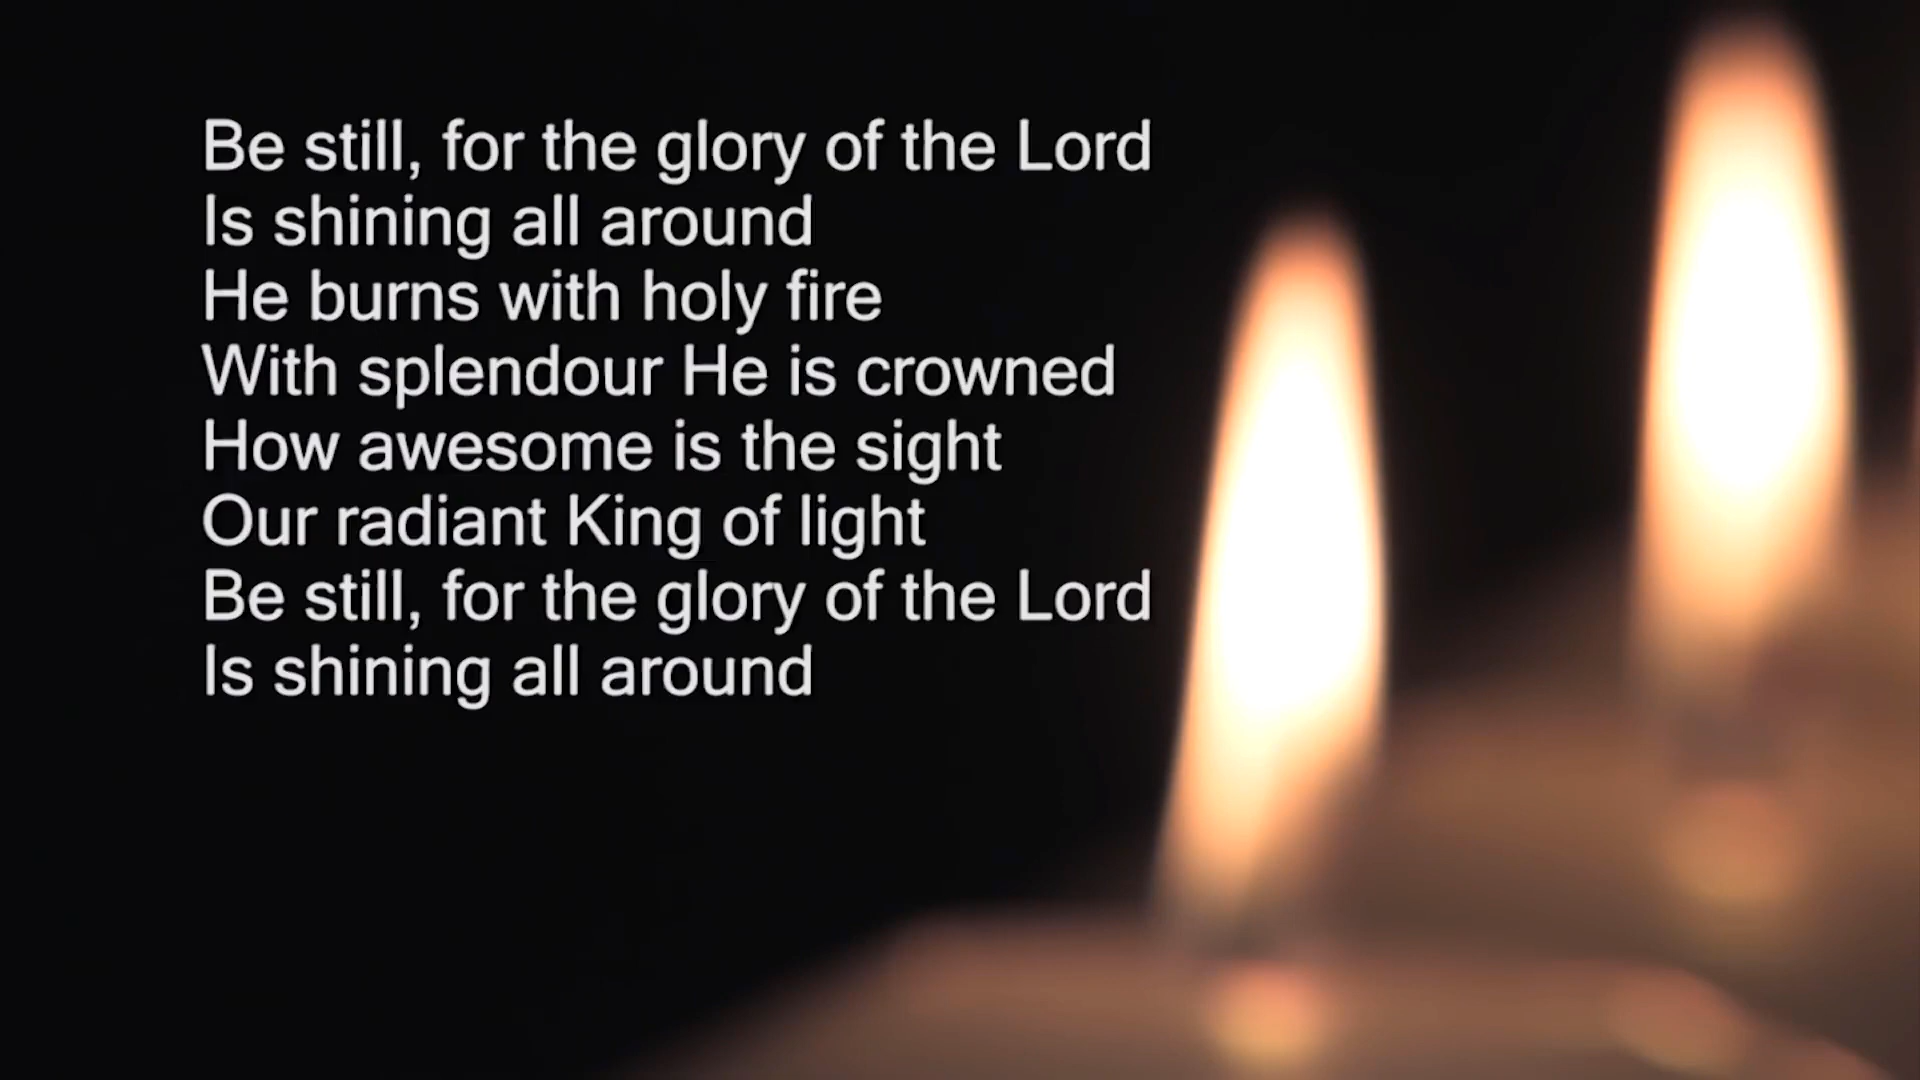 Be still, for the glory of the Lord
Is shining all around
He burns with holy fire
With splendour He is crowned
How awesome is the sight
Our radiant King of light
Be still, for the glory of the Lord
Is shining all around